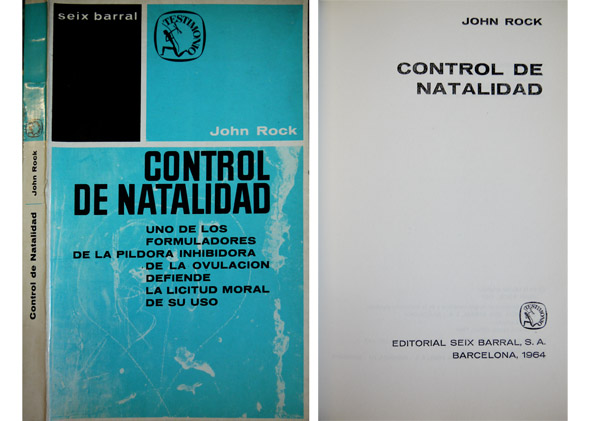 Control de Natalidad
John Rock
seix barral
TESTIMONIO
John Rock
CONTROL
DE NATALIDAD
UNO DE LOS
FORMULADORES
DE LA PILDORA INHIBIDORA
DE LA OVULACION
DEFIENDE
LA LICITUD MORAL
DE SU USO
JOHN ROCK
CONTROL DE
NATALIDAD
TESTIMONIO
EDITORIAL SEIX BARRAL, S. A.
BARCELONA, 1964